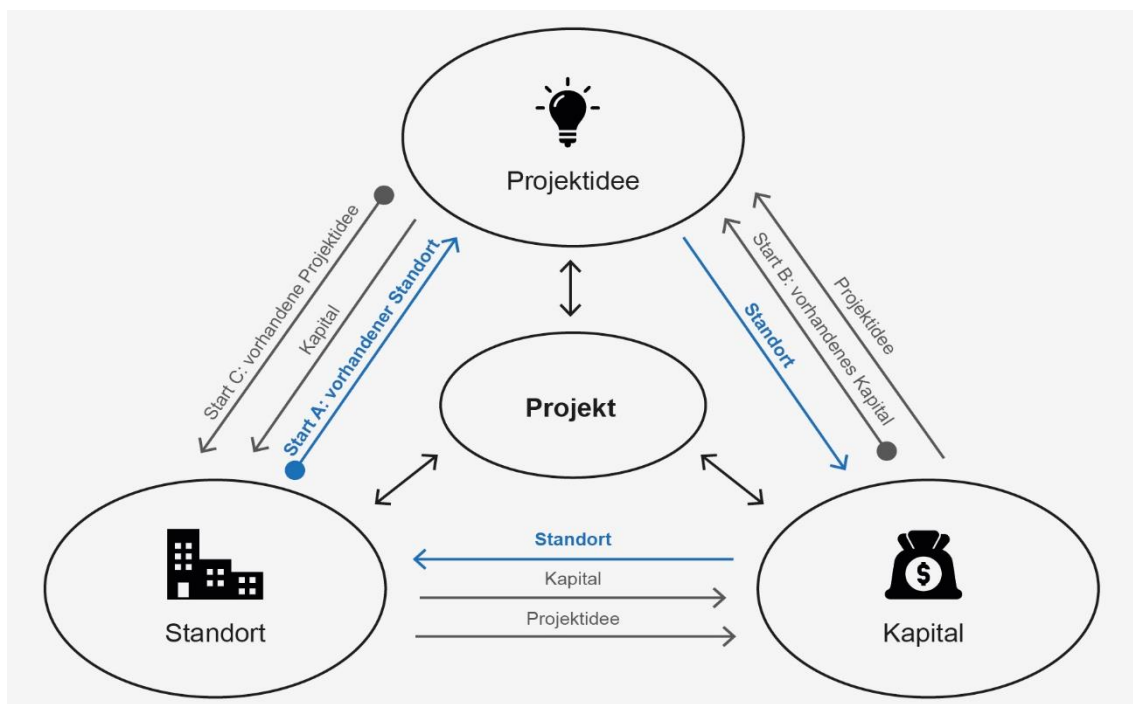 Projektidee
Start C: vorhandene Projektidee
Kapital
Start A: vorhandener Standort
Standort
Start B: vorhandenes Kapital
Projektidee
Projekt
Standort
Kapital
Projektidee
Standort
$
Kapital